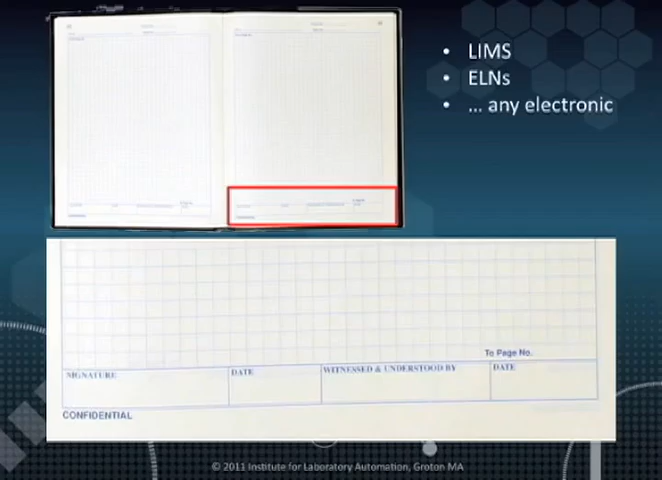 • LIMS
• ELNs
• ... any electronic
To Page No.
SIGNATURE DATE WITNESSED & UNDERSTOOD BY DATE
CONFIDENTIAL
© 2011 Institute for Laboratory Automation, Groton MA